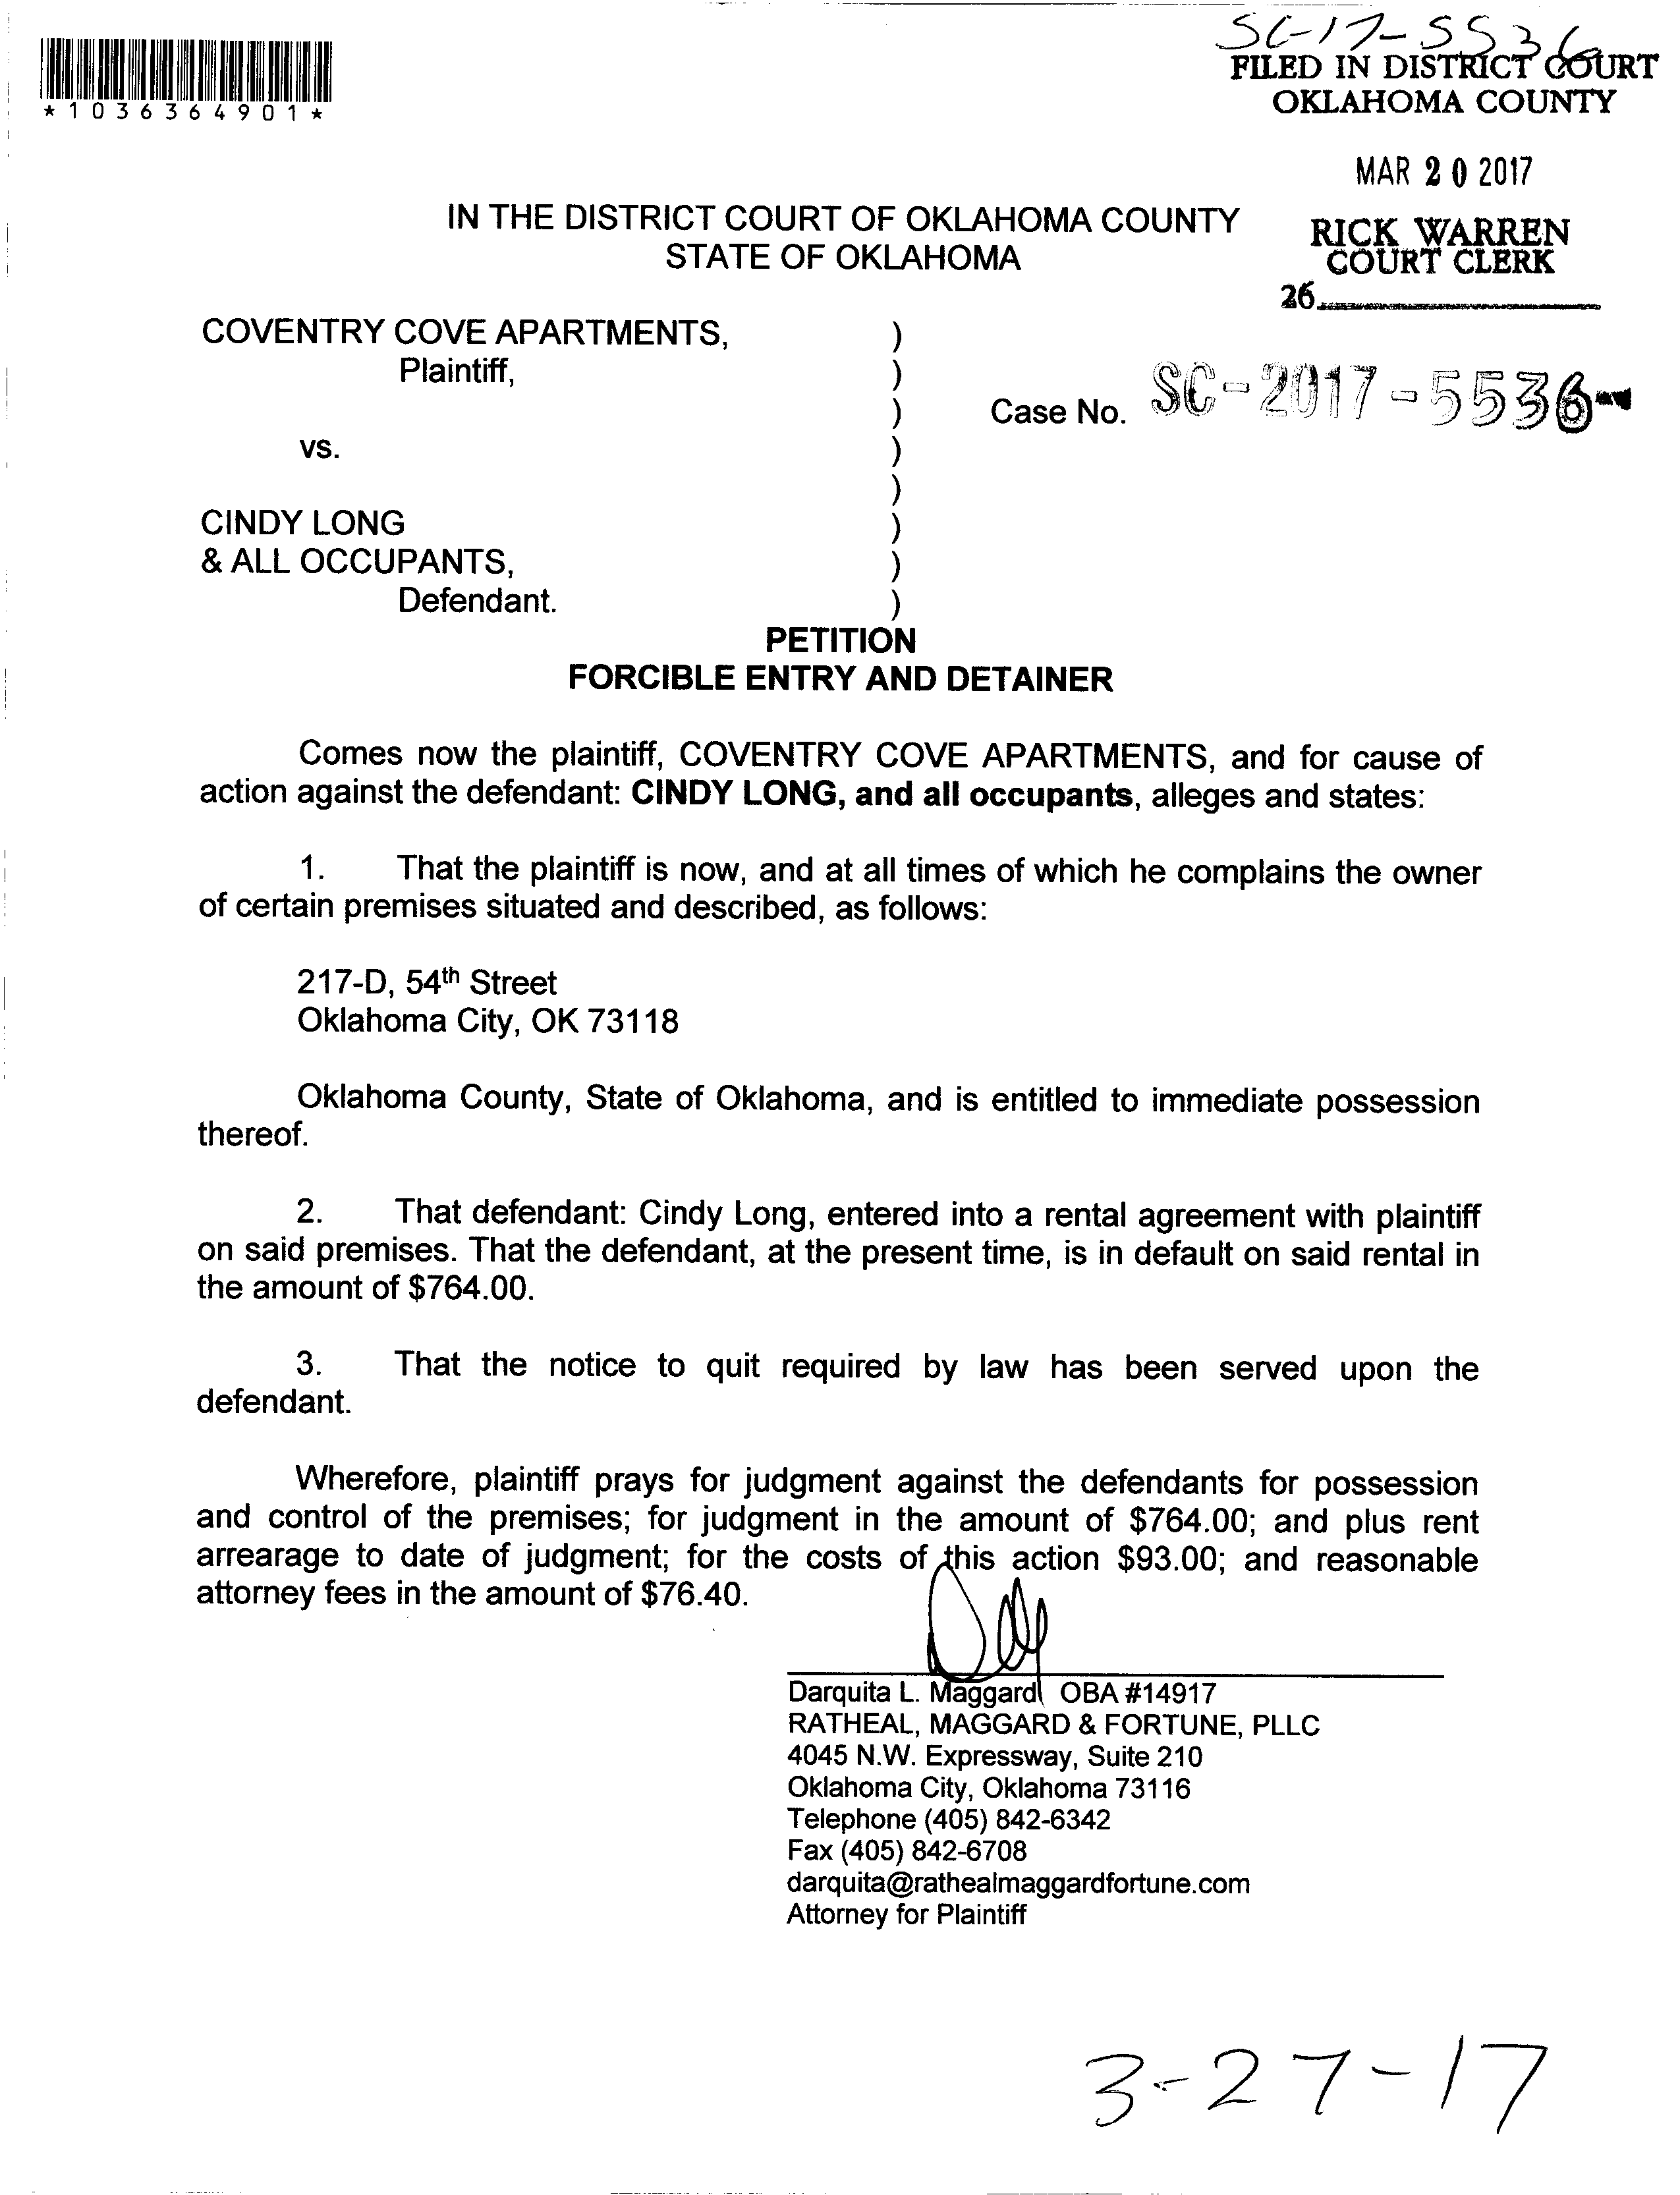 SC-17-5536
FILED IN DISTRICT COURT
OKLAHOMA COUNTY
*1036364901*
MAR 20 2017
RICK WARREN
COURT CLERK
26
IN THE DISTRICT COURT OF OKLAHOMA COUNTY
STATE OF OKLAHOMA
COVENTRY COVE APARTMENTS, )
Plaintiff, )
) Case No. SC-2017-5536-
vs. )
)
CINDY LONG )
& ALL OCCUPANTS, )
Defendant. )
PETITION
FORCIBLE ENTRY AND DETAINER
Comes now the plaintiff, COVENTRY COVE APARTMENTS, and for cause of
action against the defendant: CINDY LONG, and all occupants, alleges and states:
1. That the plaintiff is now, and at all times of which he complains the owner
of certain premises situated and described, as follows:
217-D, 54th Street
Oklahoma City, OK 73118
Oklahoma County, State of Oklahoma, and is entitled to immediate possession
thereof.
2. That defendant: Cindy Long, entered into a rental agreement with plaintiff
on said premises. That the defendant, at the present time, is in default on said rental in
the amount of $764.00.
3. That the notice to quit required by law has been served upon the
defendant.
Wherefore, plaintiff prays for judgment against the defendants for possession
and control of the premises; for judgment in the amount of $764.00; and plus rent
arrearage to date of judgment; for the costs of this action $93.00; and reasonable
attorney fees in the amount of $76.40.
Darquita L. Maggard OBA #14917
RATHEAL, MAGGARD & FORTUNE, PLLC
4045 N.W. Expressway, Suite 210
Oklahoma City, Oklahoma 73116
Telephone (405) 842-6342
Fax (405) 842-6708
darquita@rathealmaggardfortune.com
Attorney for Plaintiff
3-27-17